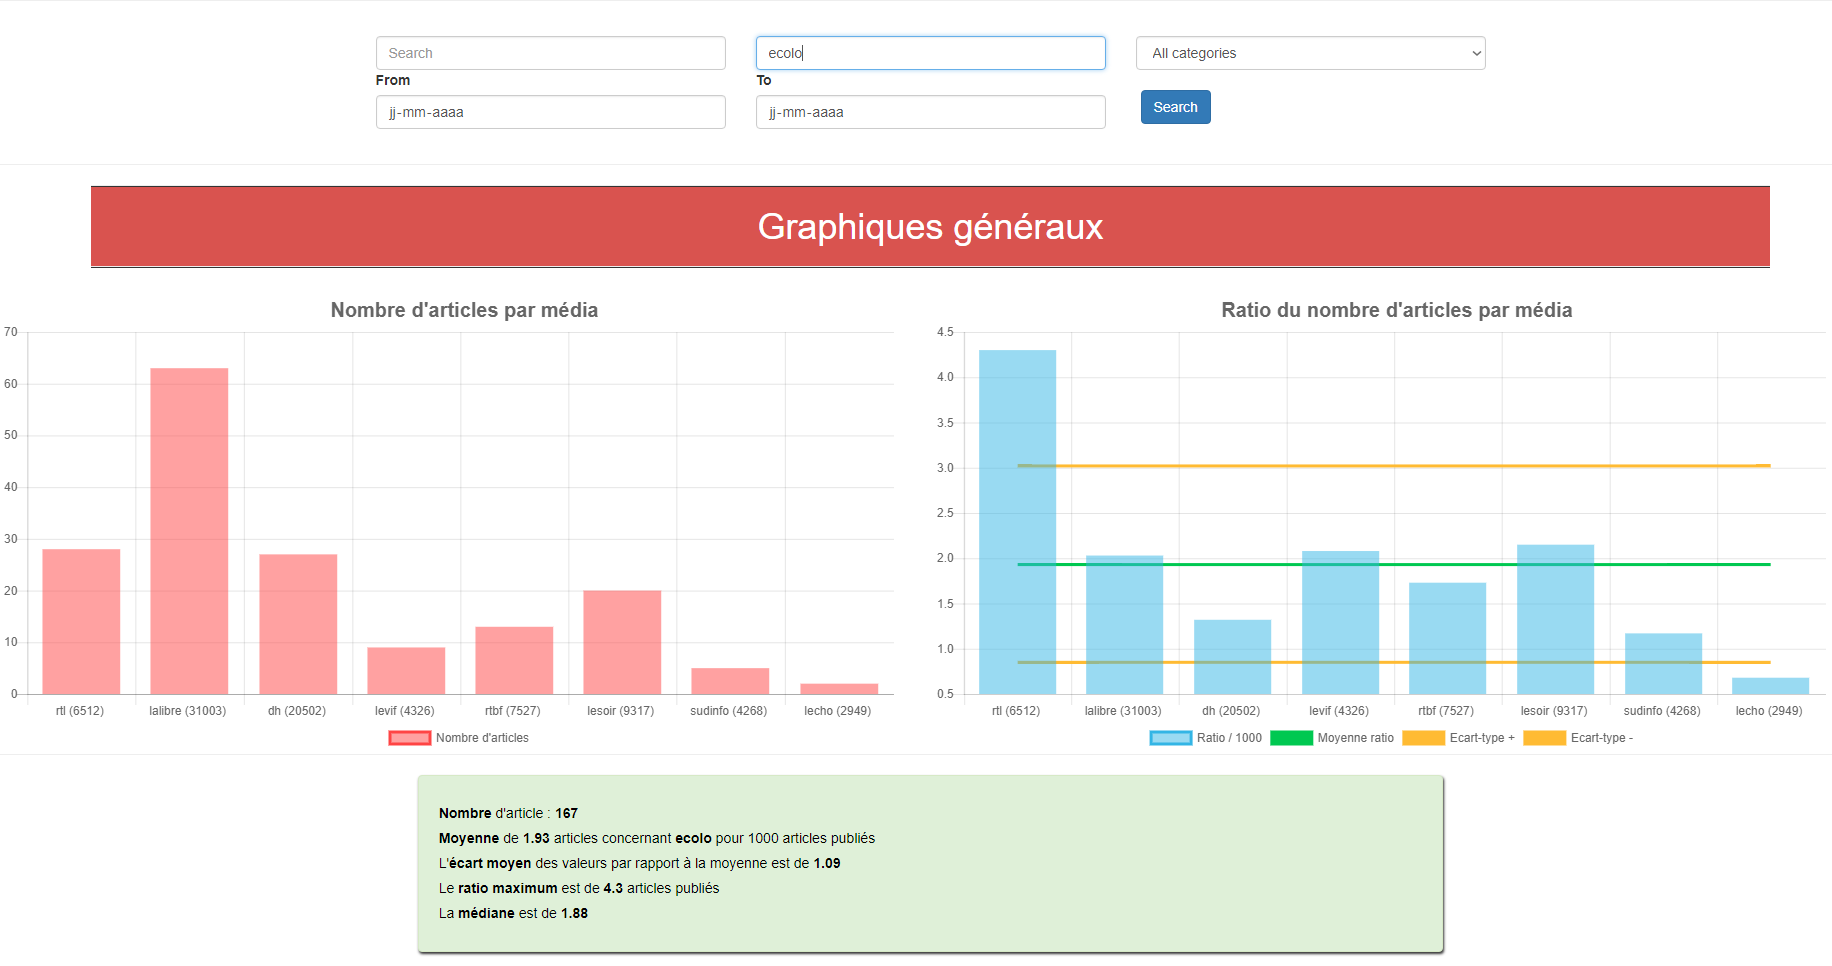 Search
ecolo
All categories
From
To
jj-mm-aaaa
jj-mm-aaaa
Search
Graphiques généraux
Nombre d'articles par média
70
60
50
40
30
20
10
0
rtl (6512) lalibre (31003) dh (20502) levif (4326) rtbf (7527) lesoir (9317) sudinfo (4268) lecho (2949)
Nombre d'articles
Ratio du nombre d'articles par média
4.5
4.0
3.5
3.0
2.5
2.0
1.5
1.0
0.5
rtl (6512) lalibre (31003) dh (20502) levif (4326) rtbf (7527) lesoir (9317) sudinfo (4268) lecho (2949)
Ratio / 1000 Moyenne ratio Ecart-type + Ecart-type -
Nombre d'article : 167
Moyenne de 1.93 articles concernant ecolo pour 1000 articles publiés
L'écart moyen des valeurs par rapport à la moyenne est de 1.09
Le ratio maximum est de 4.3 articles publiés
La médiane est de 1.88